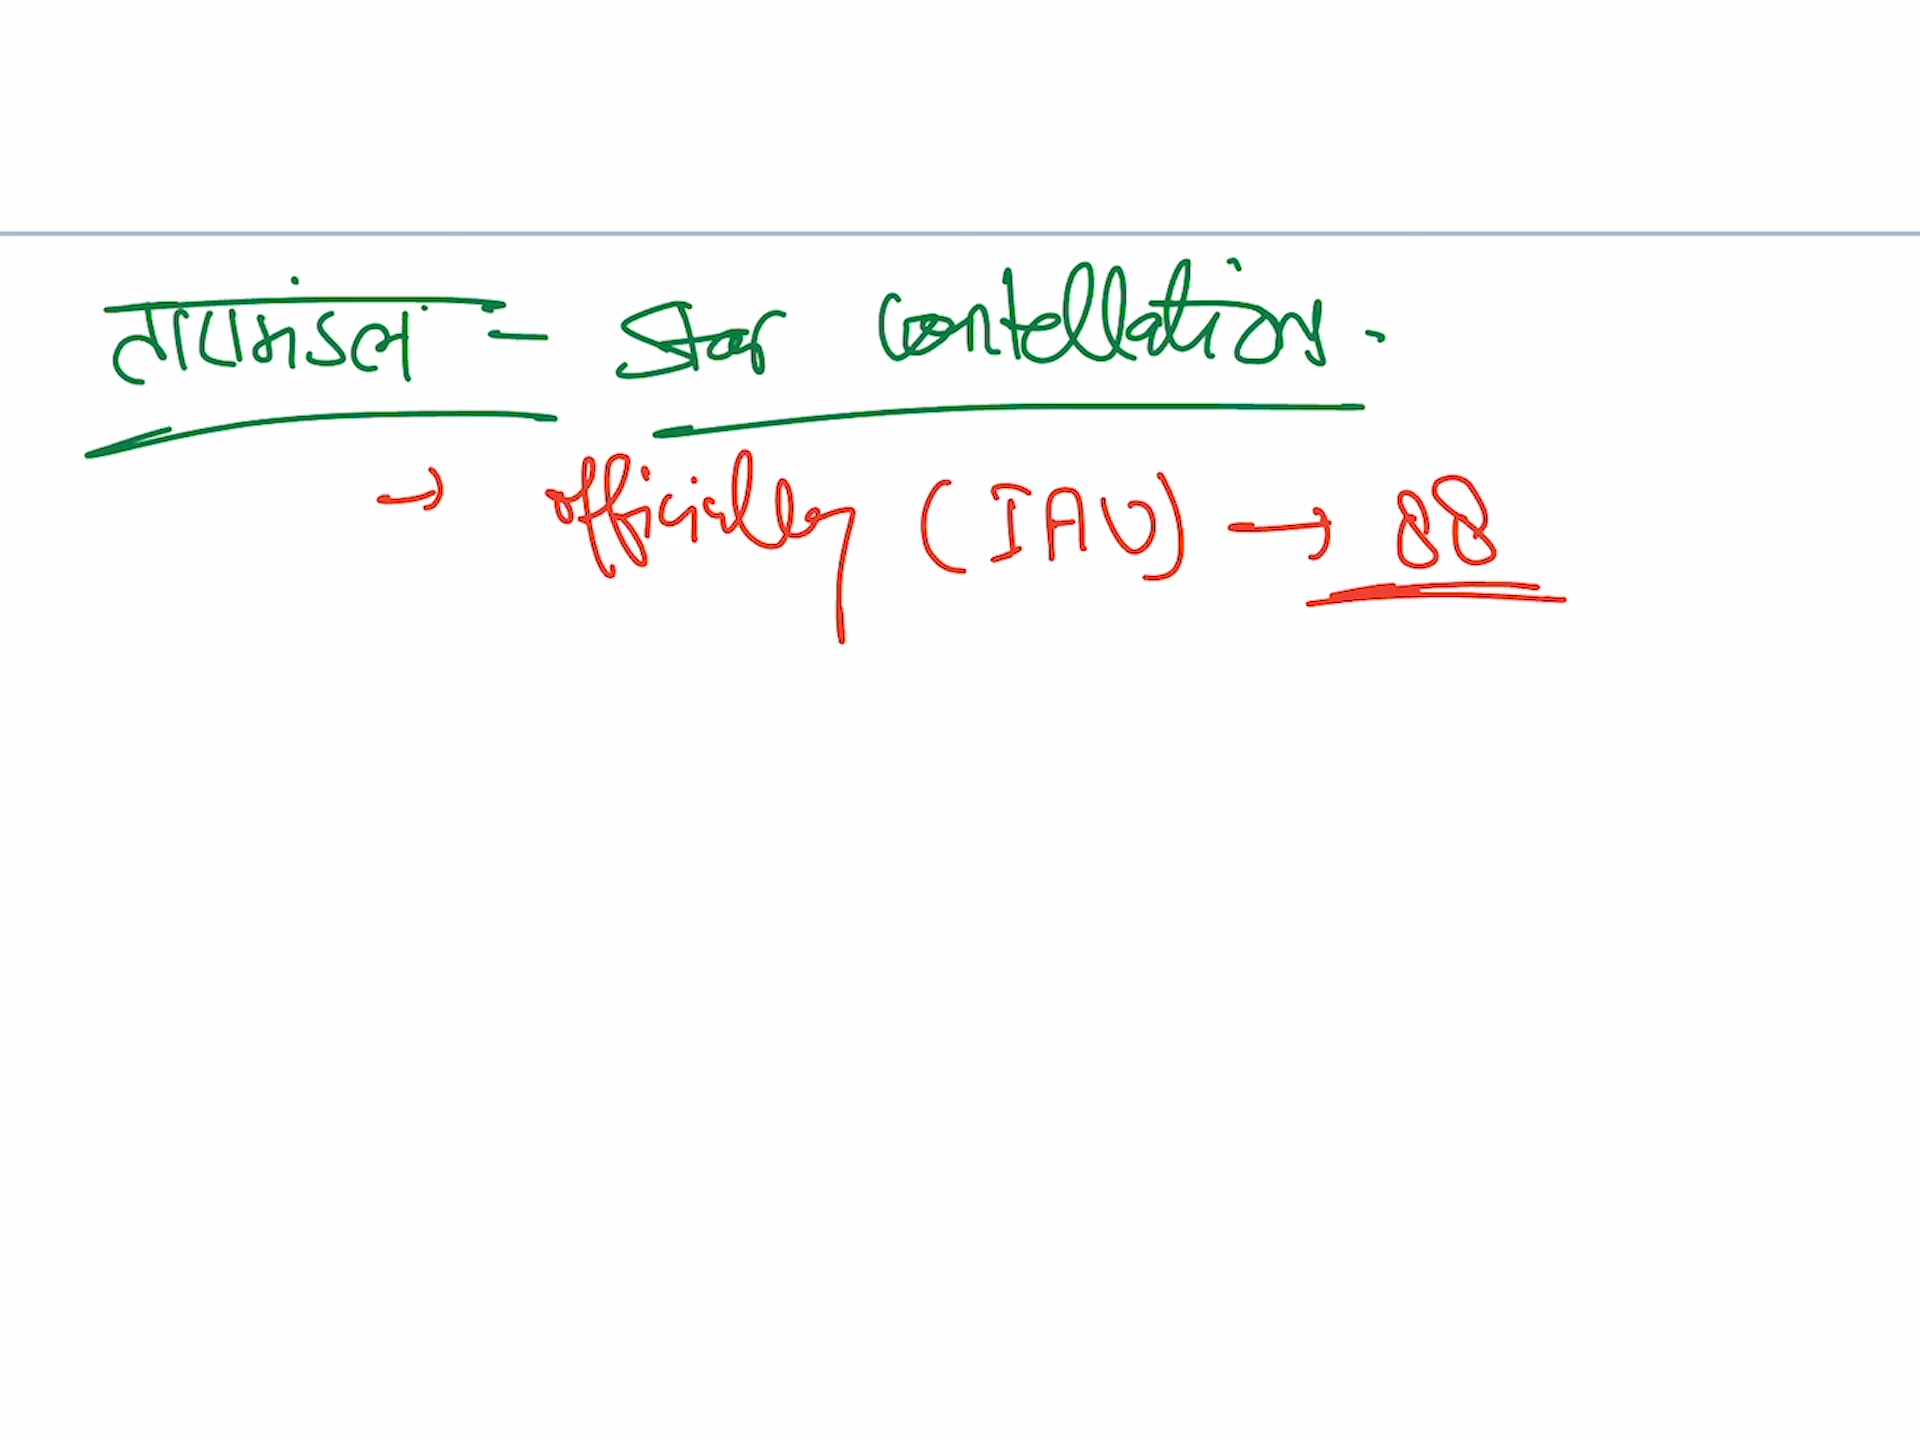 तारामंडल - Star Contellations.
→ officially (IAU) → 88